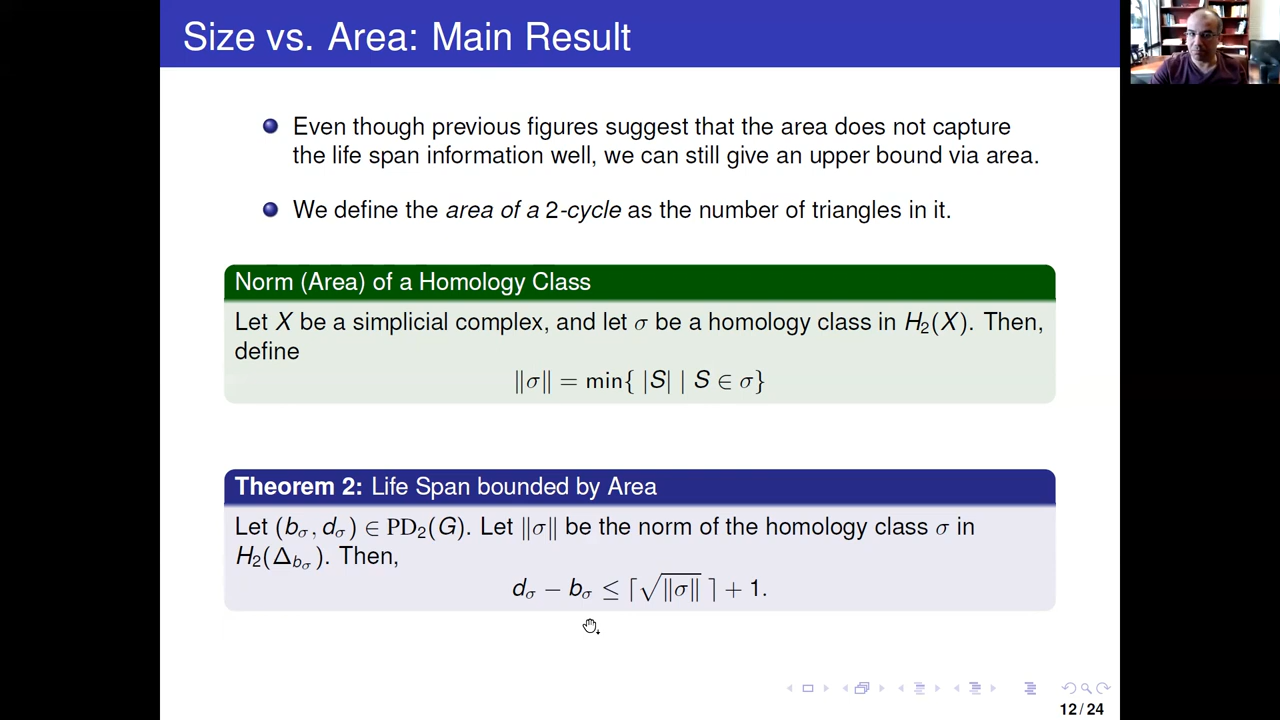 Size vs. Area: Main Result
Even though previous figures suggest that the area does not capture
the life span information well, we can still give an upper bound via area.
We define the area of a 2-cycle as the number of triangles in it.
Norm (Area) of a Homology Class
Let X be a simplicial complex, and let σ be a homology class in H₂(X). Then,
define
‖σ‖ = min{ |S| | S ∈ σ}
Theorem 2: Life Span bounded by Area
Let (b_σ, d_σ) ∈ PD₂(G). Let ‖σ‖ be the norm of the homology class σ in
H₂(Δ_{b_σ}). Then,
d_σ − b_σ ≤ ⌈√‖σ‖ ⌉ + 1.
12 / 24